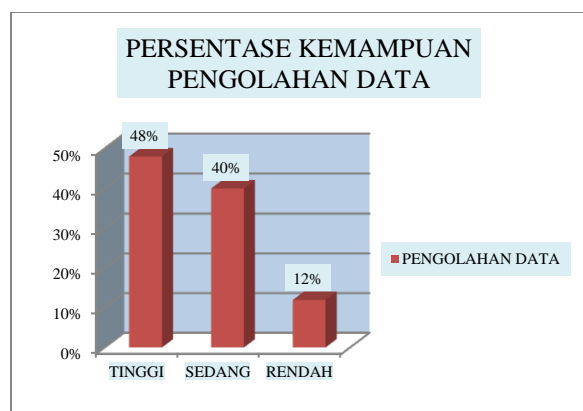 PERSENTASE KEMAMPUAN
PENGOLAHAN DATA
48%
40%
12%
50%
40%
30%
20%
10%
0%
TINGGI
SEDANG
RENDAH
PENGOLAHAN DATA